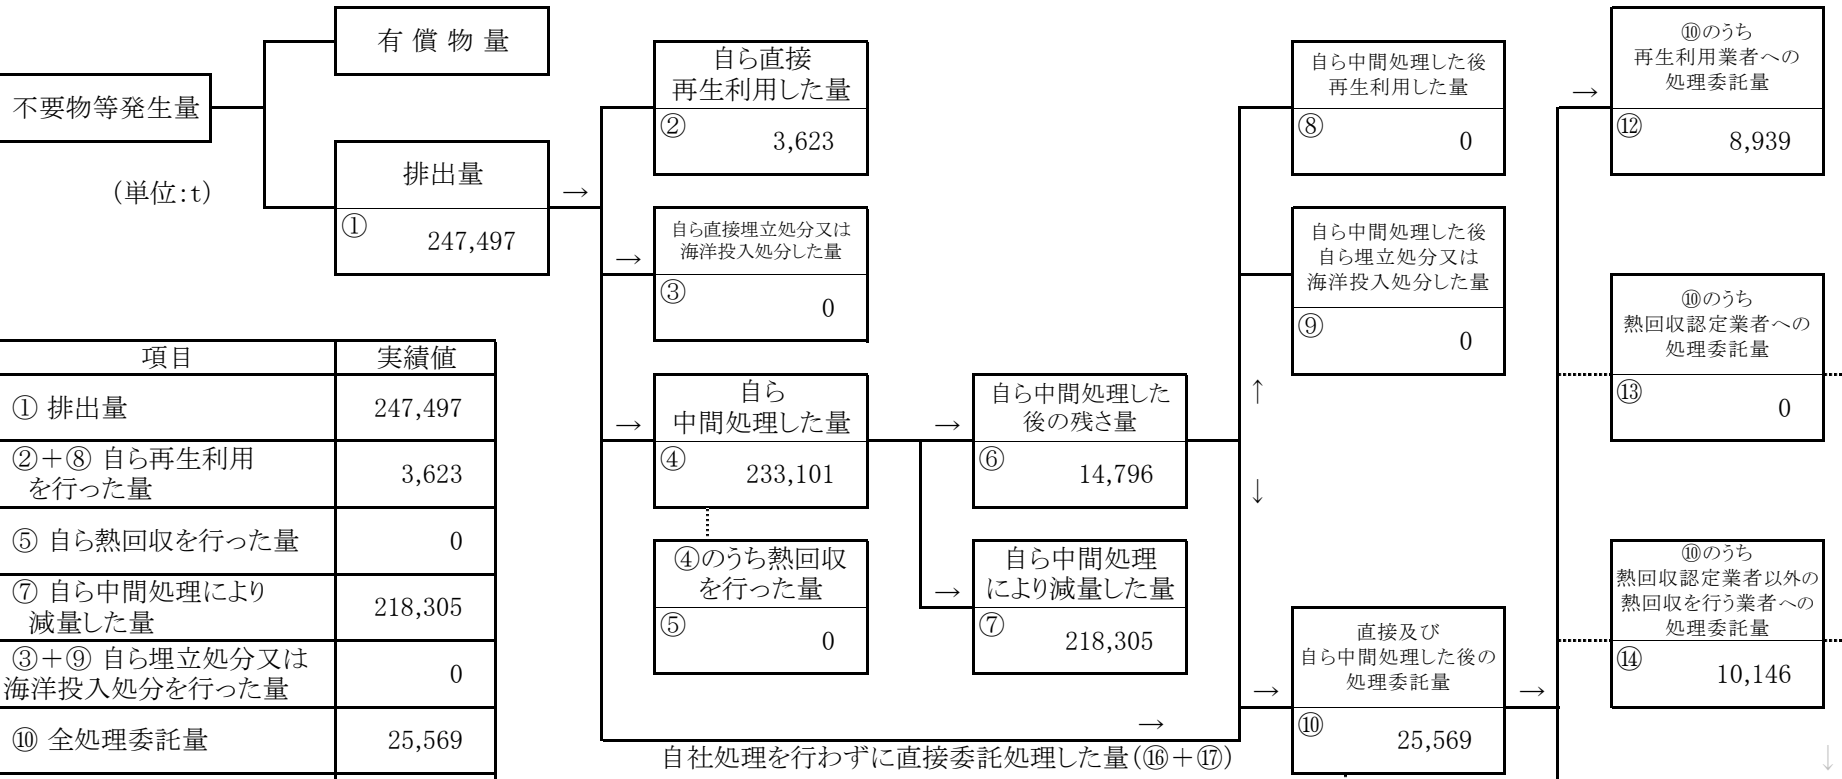 有償物量
不要物等発生量
(単位:t)
排出量
①
247,497
→
自ら直接
再生利用した量
②
3,623
→
自ら直接埋立処分又は
海洋投入処分した量
③
0
→
自ら
中間処理した量
④
233,101
④のうち熱回収
を行った量
⑤
0
→
自ら中間処理した
後の残さ量
⑥
14,796
→
自ら中間処理
により減量した量
⑦
218,305
↑
↓
自ら中間処理した後
再生利用した量
⑧
0
自ら中間処理した後
自ら埋立処分又は
海洋投入処分した量
⑨
0
→
自社処理を行わずに直接委託処理した量(⑯+⑰)
→
直接及び
自ら中間処理した後の
処理委託量
⑩
25,569
→
→
⑩のうち
再生利用業者への
処理委託量
⑫
8,939
⑩のうち
熱回収認定業者への
処理委託量
⑬
0
⑩のうち
熱回収認定業者以外の
熱回収を行う業者への
処理委託量
⑭
10,146
↓
項目 実績値
① 排出量 247,497
②+⑧ 自ら再生利用
を行った量 3,623
⑤ 自ら熱回収を行った量 0
⑦ 自ら中間処理により
減量した量 218,305
③+⑨ 自ら埋立処分又は
海洋投入処分を行った量 0
⑩ 全処理委託量 25,569